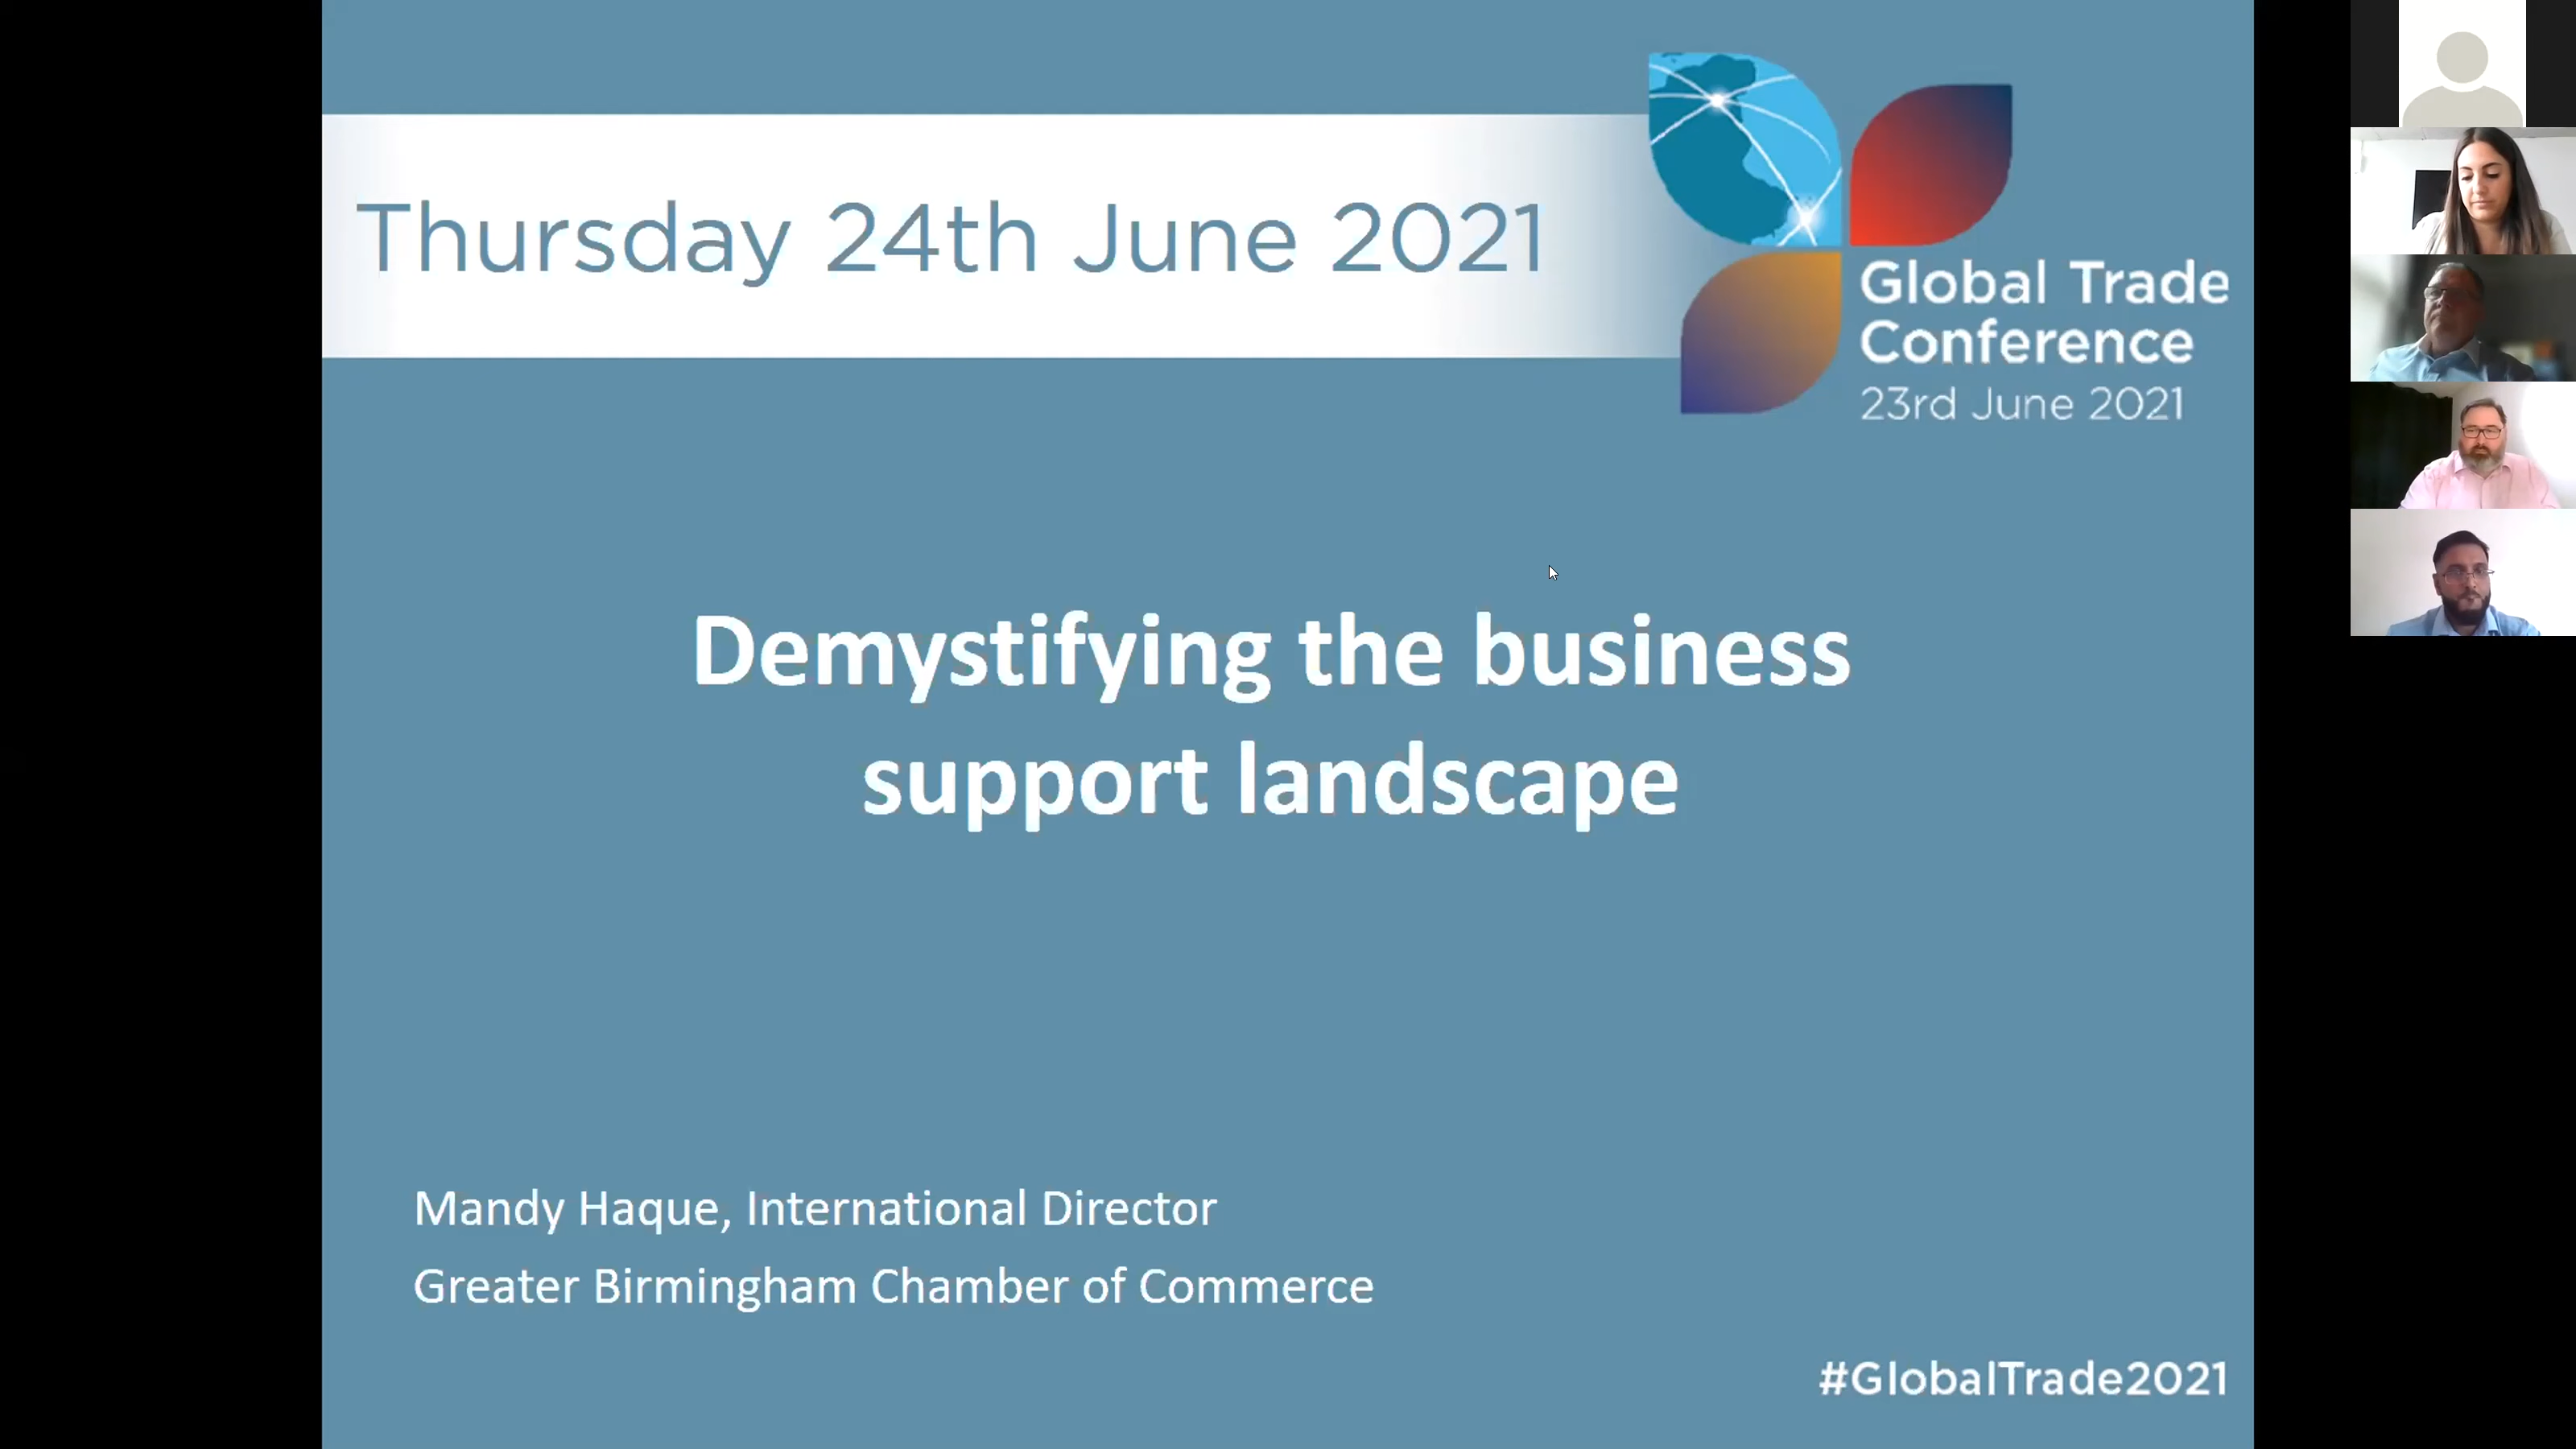 Thursday 24th June 2021
Global Trade
Conference
23rd June 2021
Demystifying the business
support landscape
Mandy Haque, International Director
Greater Birmingham Chamber of Commerce
#GlobalTrade2021